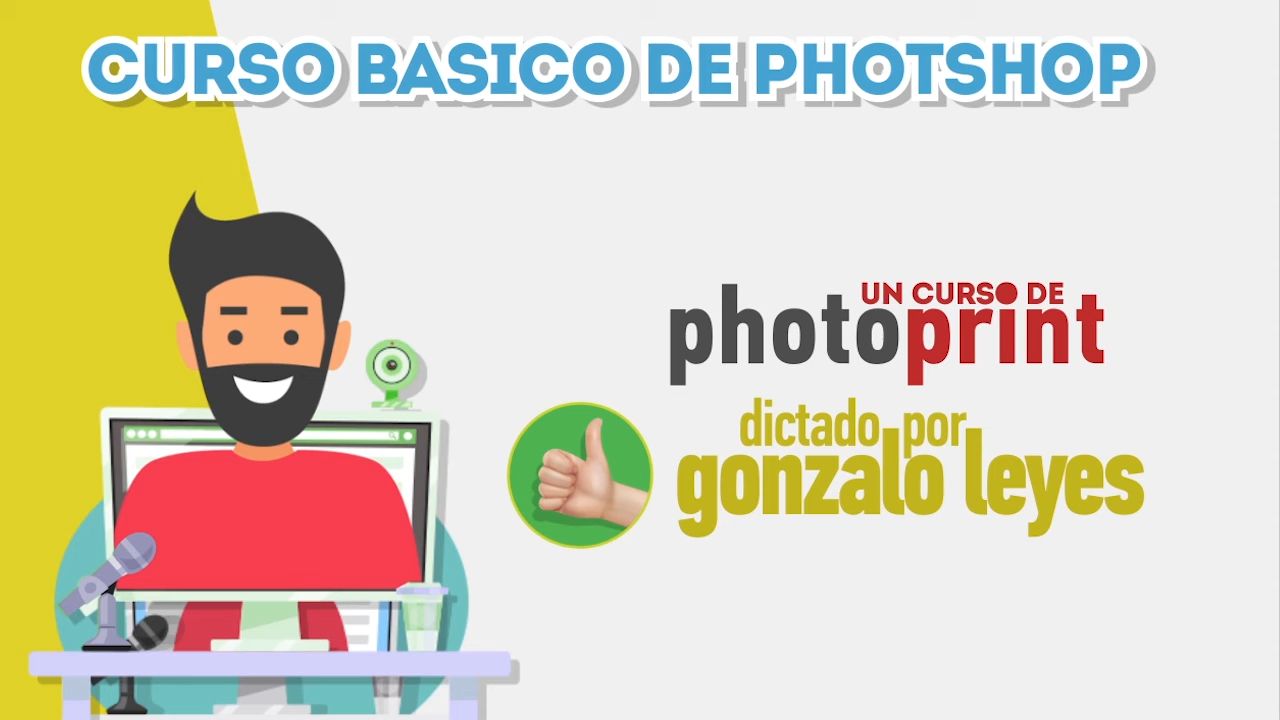 CURSO BASICO DE PHOTSHOP
UN CURSO DE
photoprint
dictado por
gonzalo leyes